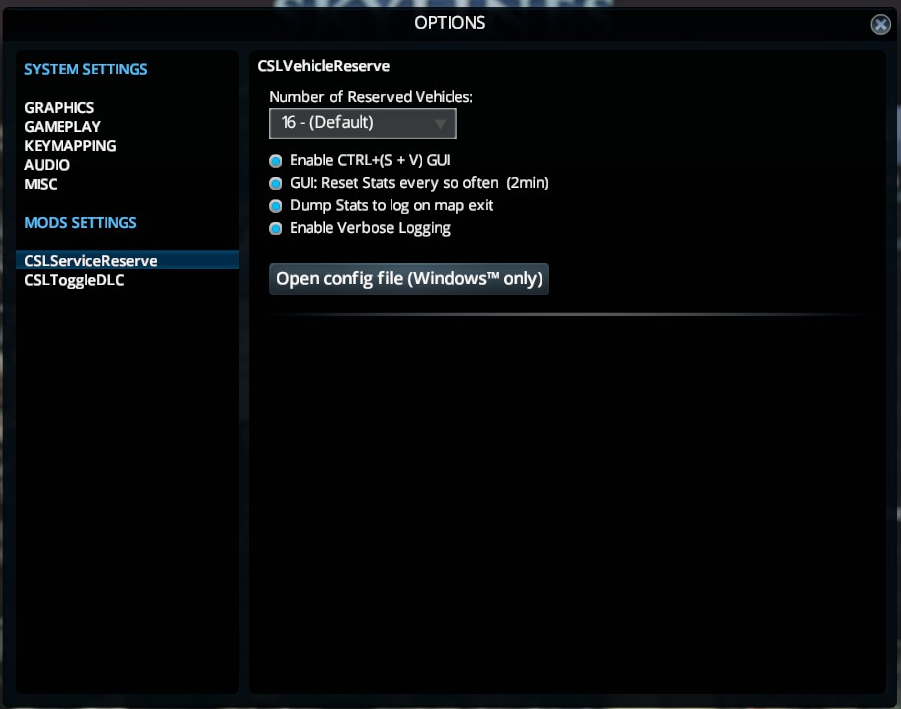 SKYLINES
OPTIONS
SYSTEM SETTINGS
GRAPHICS
GAMEPLAY
KEYMAPPING
AUDIO
MISC
MODS SETTINGS
CSLServiceReserve
CSLToggleDLC
CSLVehicleReserve
Number of Reserved Vehicles:
16 - (Default)
Enable CTRL+(S + V) GUI
GUI: Reset Stats every so often (2min)
Dump Stats to log on map exit
Enable Verbose Logging
Open config file (Windows™ only)